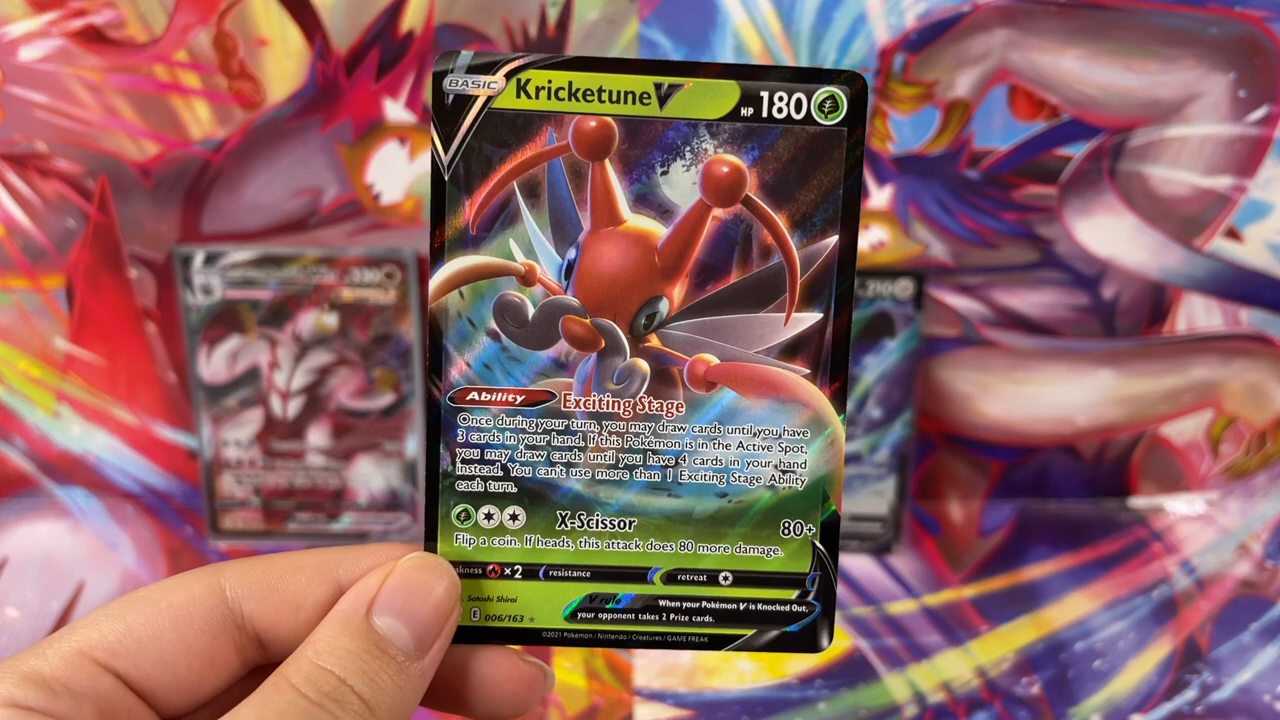 BASIC
Kricketune V HP 180
Ability Exciting Stage
Once during your turn, you may draw cards until you have
3 cards in your hand. If this Pokémon is in the Active Spot,
you may draw cards until you have 4 cards in your hand
instead. You can't use more than 1 Exciting Stage Ability
each turn.
X-Scissor 80+
Flip a coin. If heads, this attack does 80 more damage.
×2 resistance retreat
Satoshi Shirai
V rule When your Pokémon V is Knocked Out,
E 006/163 your opponent takes 2 Prize cards.
©2021 Pokémon / Nintendo / Creatures / GAME FREAK
330
210